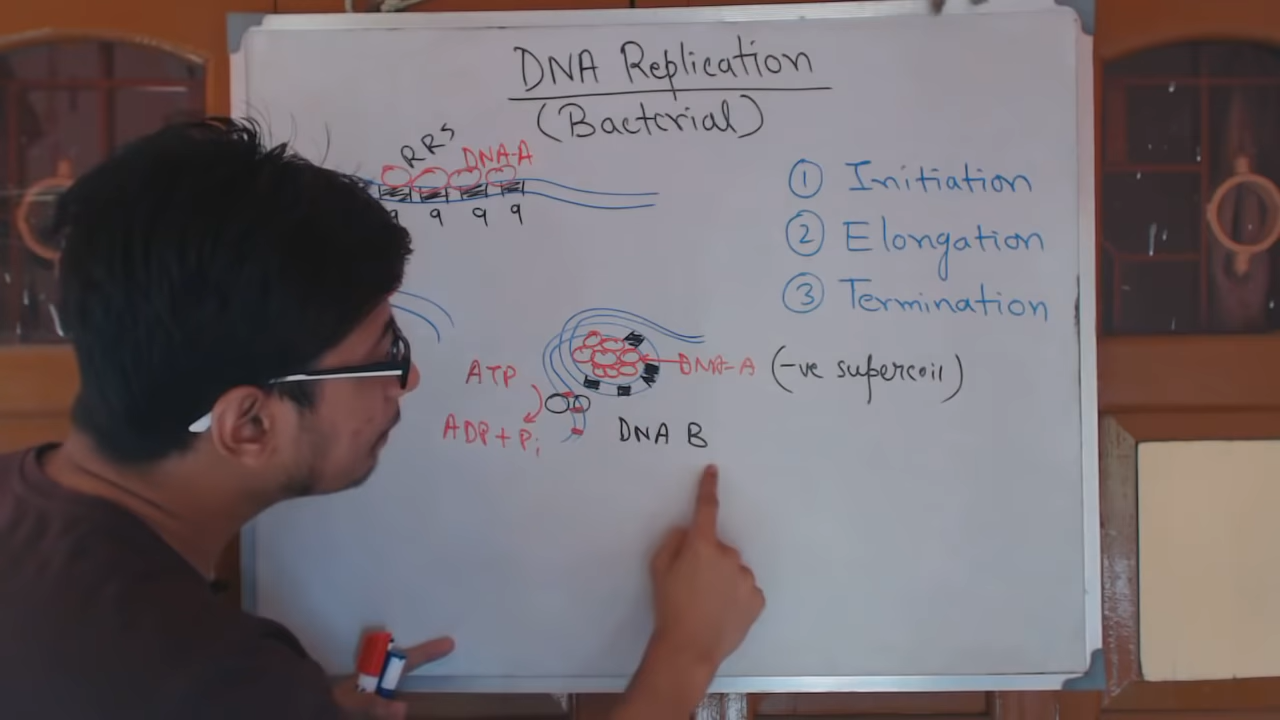 DNA Replication
(Bacterial)
RRS
DNA-A
9 9 9 9
① Initiation
② Elongation
③ Termination
ATP
ADP + Pi
DNA-A (-ve supercoil)
DNA B